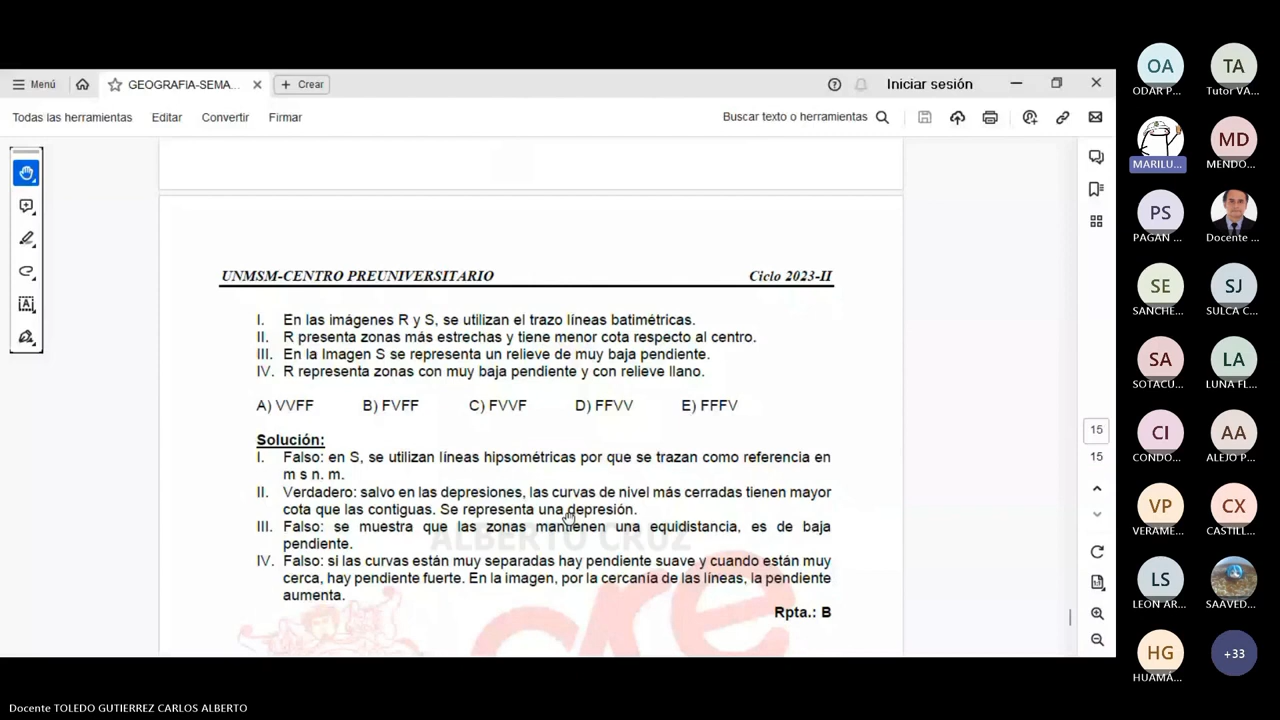 Menú
GEOGRAFIA-SEMA...
Crear
Iniciar sesión
Todas las herramientas
Editar
Convertir
Firmar
Buscar texto o herramientas
UNMSM-CENTRO PREUNIVERSITARIO Ciclo 2023-II
I. En las imágenes R y S, se utilizan el trazo líneas batimétricas.
II. R presenta zonas más estrechas y tiene menor cota respecto al centro.
III. En la Imagen S se representa un relieve de muy baja pendiente.
IV. R representa zonas con muy baja pendiente y con relieve llano.
A) VVFF B) FVFF C) FVVF D) FFVV E) FFFV
Solución:
I. Falso: en S, se utilizan líneas hipsométricas por que se trazan como referencia en
m s n. m.
II. Verdadero: salvo en las depresiones, las curvas de nivel más cerradas tienen mayor
cota que las contiguas. Se representa una depresión.
III. Falso: se muestra que las zonas mantienen una equidistancia, es de baja
pendiente.
IV. Falso: si las curvas están muy separadas hay pendiente suave y cuando están muy
cerca, hay pendiente fuerte. En la imagen, por la cercanía de las líneas, la pendiente
aumenta.
Rpta.: B
ALBERTO CRUZ
cre
15
15
OA
ODAR P...
TA
Tutor VA...
MARILU...
MD
MENDO...
PS
PAGAN ...
Docente ...
SE
SANCHE...
SJ
SULCA C...
SA
SOTACU...
LA
LUNA FL...
CI
CONDO...
AA
ALEJO P...
VP
VERAME...
CX
CASTILL...
LS
LEON AR...
SAAVED...
HG
HUAMÁ...
+33
Docente TOLEDO GUTIERREZ CARLOS ALBERTO